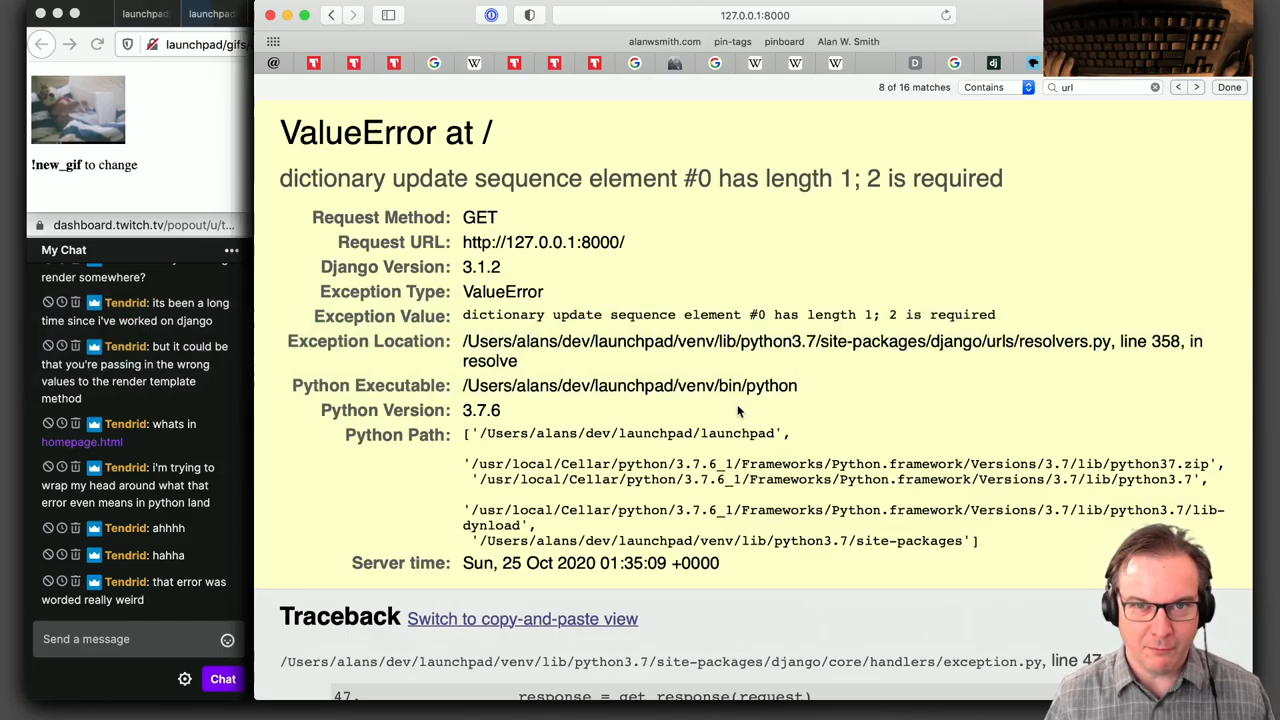 launchpad
launchpad
launchpad/gifs/
!new_gif to change
dashboard.twitch.tv/popout/u/t...
My Chat
render somewhere?
Tendrid: its been a long
time since i've worked on
django
Tendrid: but it could be
that you're passing in the
wrong
values to the render template
method
Tendrid: whats in
homepage.html
Tendrid: i'm trying to
wrap my head around what that
error even means in python
land
Tendrid: ahhhh
Tendrid: hahha
Tendrid: that error was
worded really weird
Send a message
Chat
127.0.0.1:8000
alanwsmith.com
pin-tags
pinboard
Alan W. Smith
8 of 16 matches
Contains
url
Done
ValueError at /
dictionary update sequence element #0 has length 1; 2 is required
Request Method: GET
Request URL: http://127.0.0.1:8000/
Django Version: 3.1.2
Exception Type: ValueError
Exception Value: dictionary update sequence element #0 has length 1; 2 is required
Exception Location: /Users/alans/dev/launchpad/venv/lib/python3.7/site-packages/django/urls/resolvers.py, line 358, in
resolve
Python Executable: /Users/alans/dev/launchpad/venv/bin/python
Python Version: 3.7.6
Python Path: ['/Users/alans/dev/launchpad/launchpad',
'/usr/local/Cellar/python/3.7.6_1/Frameworks/Python.framework/Versions/3.7/lib/python37.zip',
'/usr/local/Cellar/python/3.7.6_1/Frameworks/Python.framework/Versions/3.7/lib/python3.7',
'/usr/local/Cellar/python/3.7.6_1/Frameworks/Python.framework/Versions/3.7/lib/python3.7/lib-
dynload',
'/Users/alans/dev/launchpad/venv/lib/python3.7/site-packages']
Server time: Sun, 25 Oct 2020 01:35:09 +0000
Traceback Switch to copy-and-paste view
/Users/alans/dev/launchpad/venv/lib/python3.7/site-packages/django/core/handlers/exception.py, line 47
47. response = get_response(request)